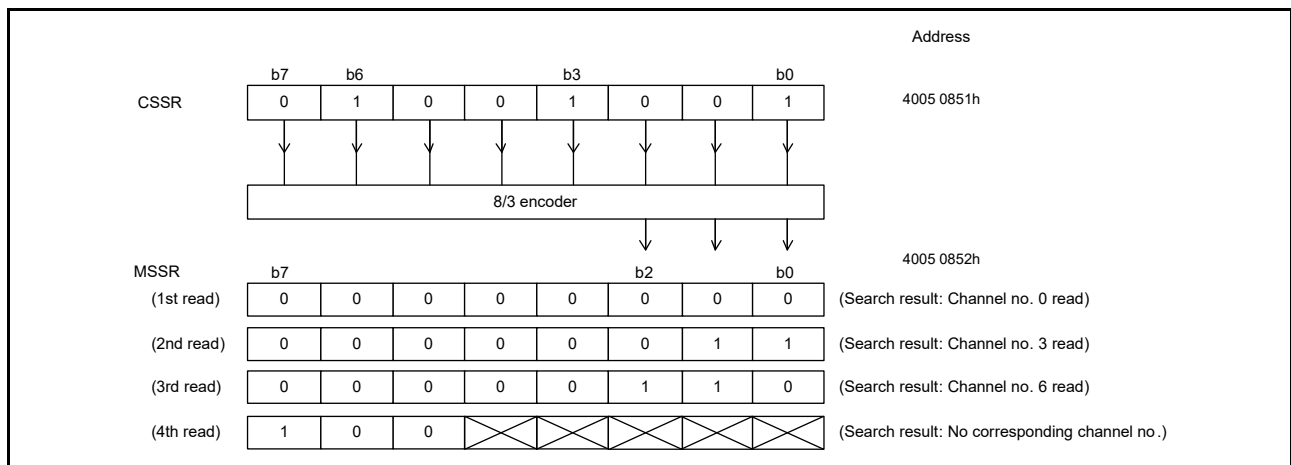 Address
b7 b6 b3 b0
CSSR 0 1 0 0 1 0 0 1 4005 0851h
8/3 encoder
4005 0852h
MSSR b7 b2 b0
(1st read) 0 0 0 0 0 0 0 0 (Search result: Channel no. 0 read)
(2nd read) 0 0 0 0 0 0 1 1 (Search result: Channel no. 3 read)
(3rd read) 0 0 0 0 0 1 1 0 (Search result: Channel no. 6 read)
(4th read) 1 0 0 (Search result: No corresponding channel no.)